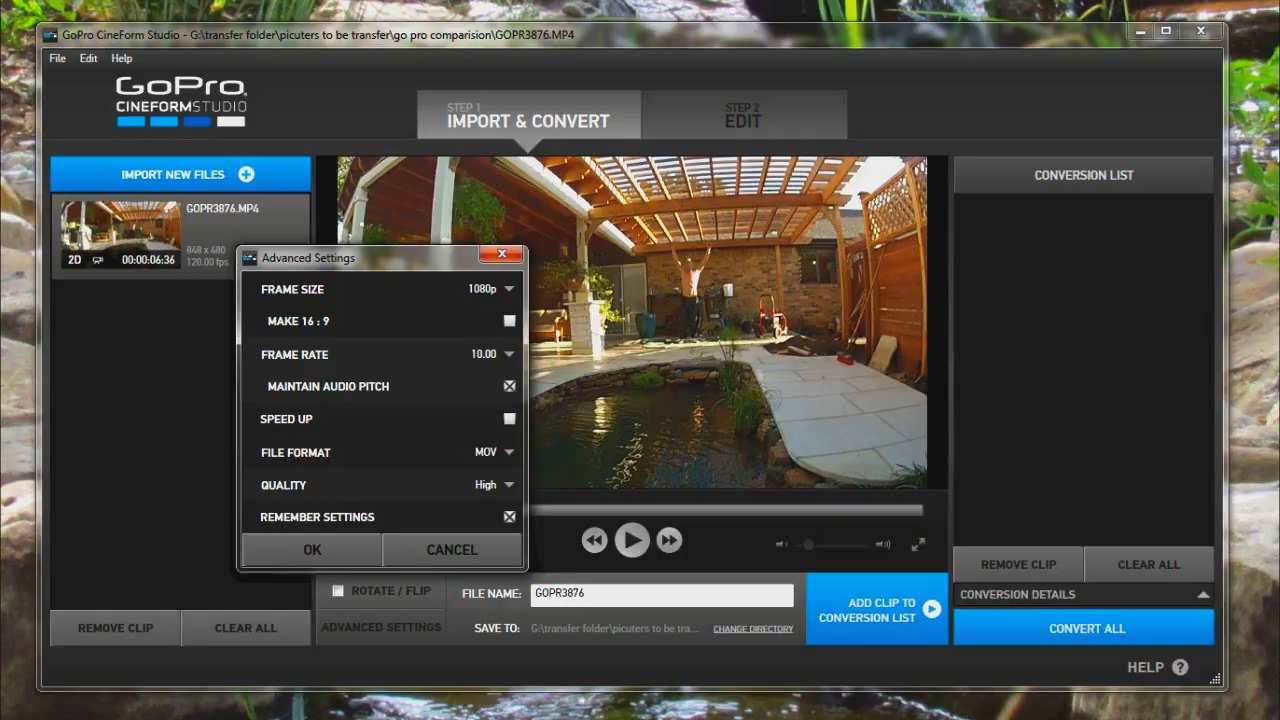 GoPro CineForm Studio - G:\transfer folder\picuters to be transfer\go pro comparision\GOPR3876.MP4
File Edit Help
GoPro
CINEFORMSTUDIO
STEP 1
IMPORT & CONVERT
STEP 2
EDIT
IMPORT NEW FILES
GOPR3876.MP4
848 x 480
120.00 fps
2D 00:00:06:36
CONVERSION LIST
Advanced Settings
FRAME SIZE 1080p
MAKE 16 : 9
FRAME RATE 10.00
MAINTAIN AUDIO PITCH
SPEED UP
FILE FORMAT MOV
QUALITY High
REMEMBER SETTINGS
OK CANCEL
ROTATE / FLIP
ADVANCED SETTINGS
FILE NAME: GOPR3876
SAVE TO: G:\transfer folder\picuters to be tra... CHANGE DIRECTORY
ADD CLIP TO
CONVERSION LIST
REMOVE CLIP CLEAR ALL
REMOVE CLIP CLEAR ALL
CONVERSION DETAILS
CONVERT ALL
HELP ?